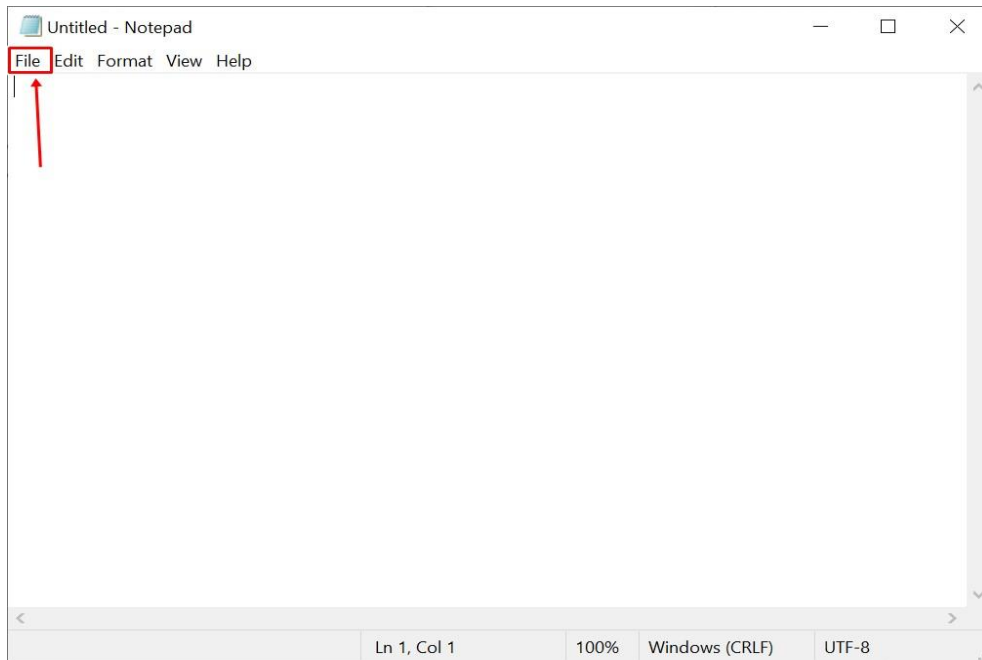 Untitled - Notepad
File Edit Format View Help
Ln 1, Col 1 100% Windows (CRLF) UTF-8